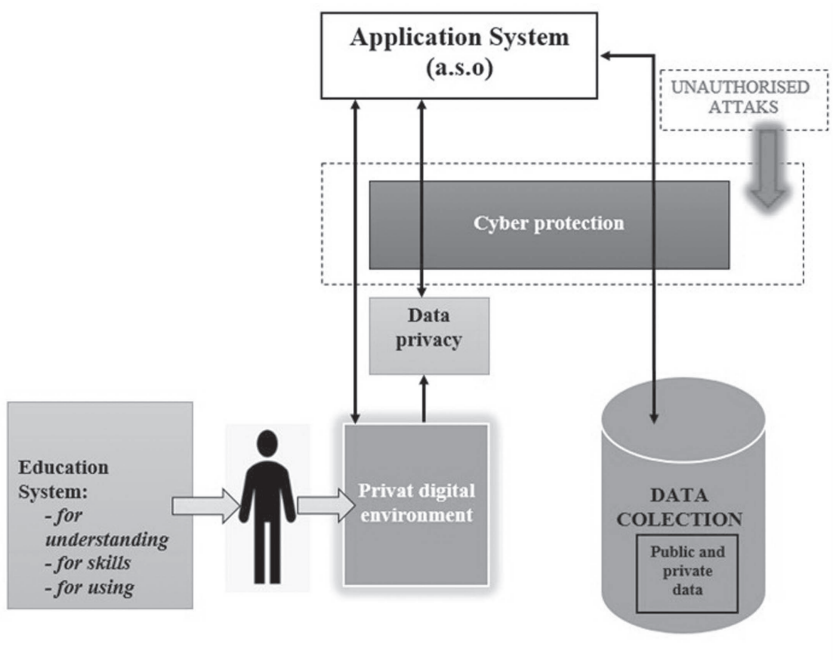 Application System
(a.s.o)
UNAUTHORISED
ATTAKS
Cyber protection
Data
privacy
Education
System:
- for
understanding
- for skills
- for using
Privat digital
environment
DATA
COLECTION
Public and
private
data